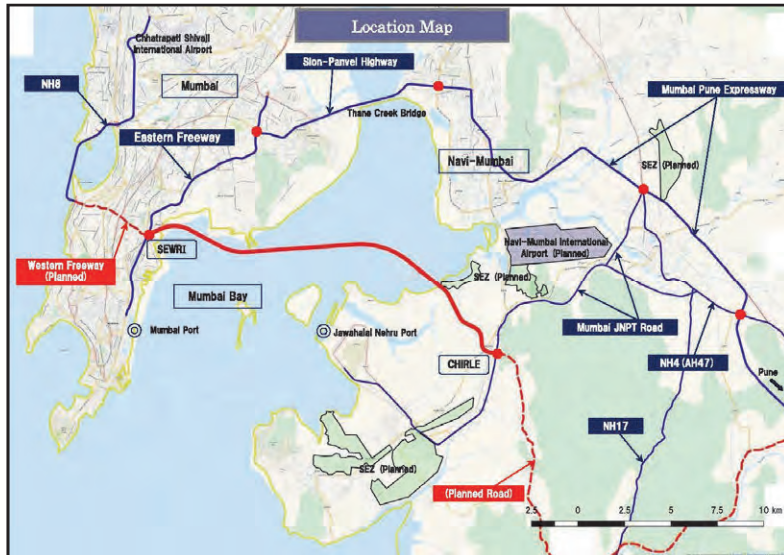 Location Map
Chhatrapati Shivaji
International Airport
Sion-Panvel Highway
Mumbai
NH8
Mumbai Pune Expressway
Thane Creek Bridge
Eastern Freeway
Navi-Mumbai
SEZ (Planned)
SEWRI
Navi-Mumbai International
Airport (Planned)
Western Freeway
(Planned)
SEZ (Planned)
Mumbai Bay
Mumbai Port
Jawahalal Nehru Port
Mumbai JNPT Road
CHIRLE
NH4 (AH47)
Pune
NH17
SEZ (Planned)
(Planned Road)
2.5 0 2.5 5 7.5 10 km